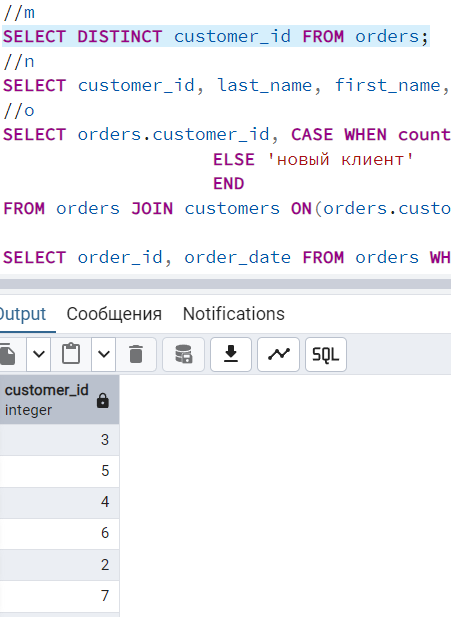 //m
SELECT DISTINCT customer_id FROM orders;
//n
SELECT customer_id, last_name, first_name,
//o
SELECT orders.customer_id, CASE WHEN count
ELSE 'новый клиент'
END
FROM orders JOIN customers ON(orders.custo
SELECT order_id, order_date FROM orders WH
Output Сообщения Notifications
SQL
customer_id
integer
3
5
4
6
2
7